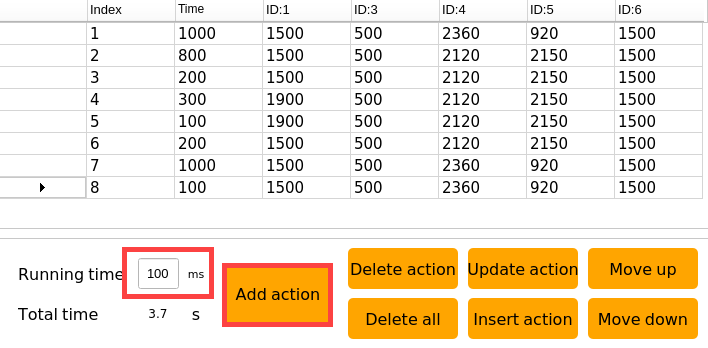 Index Time ID:1 ID:3 ID:4 ID:5 ID:6
1 1000 1500 500 2360 920 1500
2 800 1500 500 2120 2150 1500
3 200 1500 500 2120 2150 1500
4 300 1900 500 2120 2150 1500
5 100 1900 500 2120 2150 1500
6 200 1500 500 2120 2150 1500
7 1000 1500 500 2360 920 1500
8 100 1500 500 2360 920 1500
Running time 100 ms
Total time 3.7 s
Add action
Delete action Update action Move up
Delete all Insert action Move down